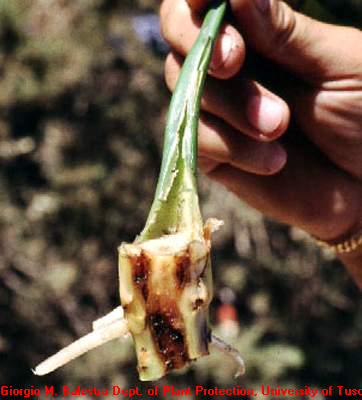 Giorgio M. Balestra Dept. of Plant Protection, University of Tusc